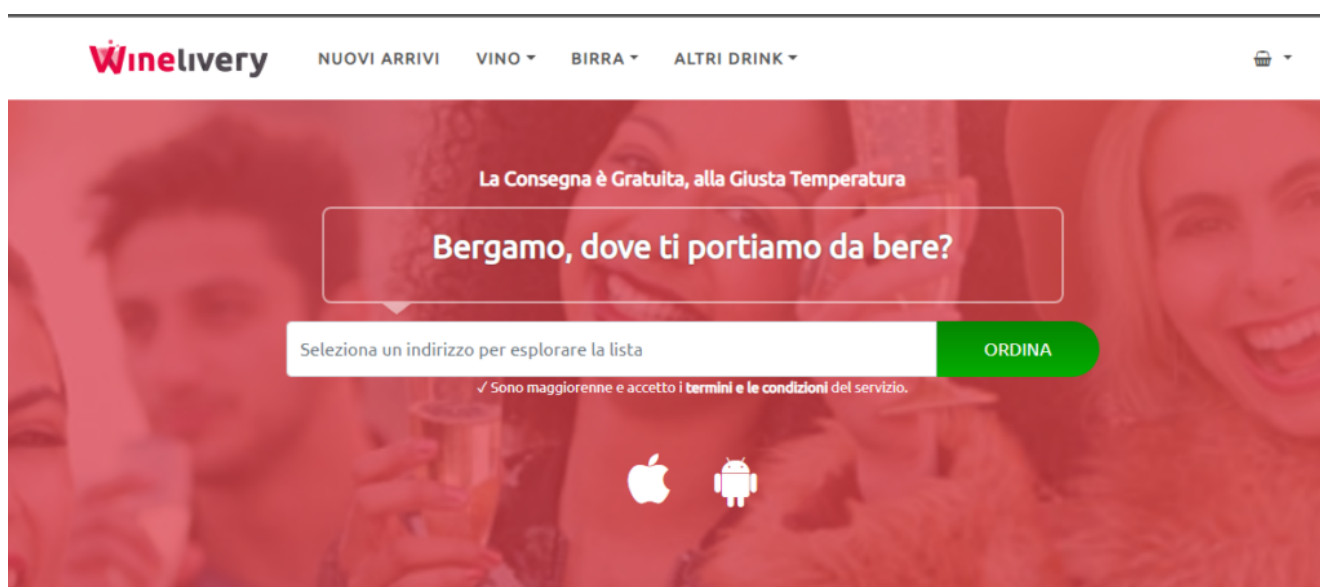 Winelivery NUOVI ARRIVI VINO BIRRA ALTRI DRINK
La Consegna è Gratuita, alla Giusta Temperatura
Bergamo, dove ti portiamo da bere?
Seleziona un indirizzo per esplorare la lista ORDINA
✓ Sono maggiorenne e accetto i termini e le condizioni del servizio.